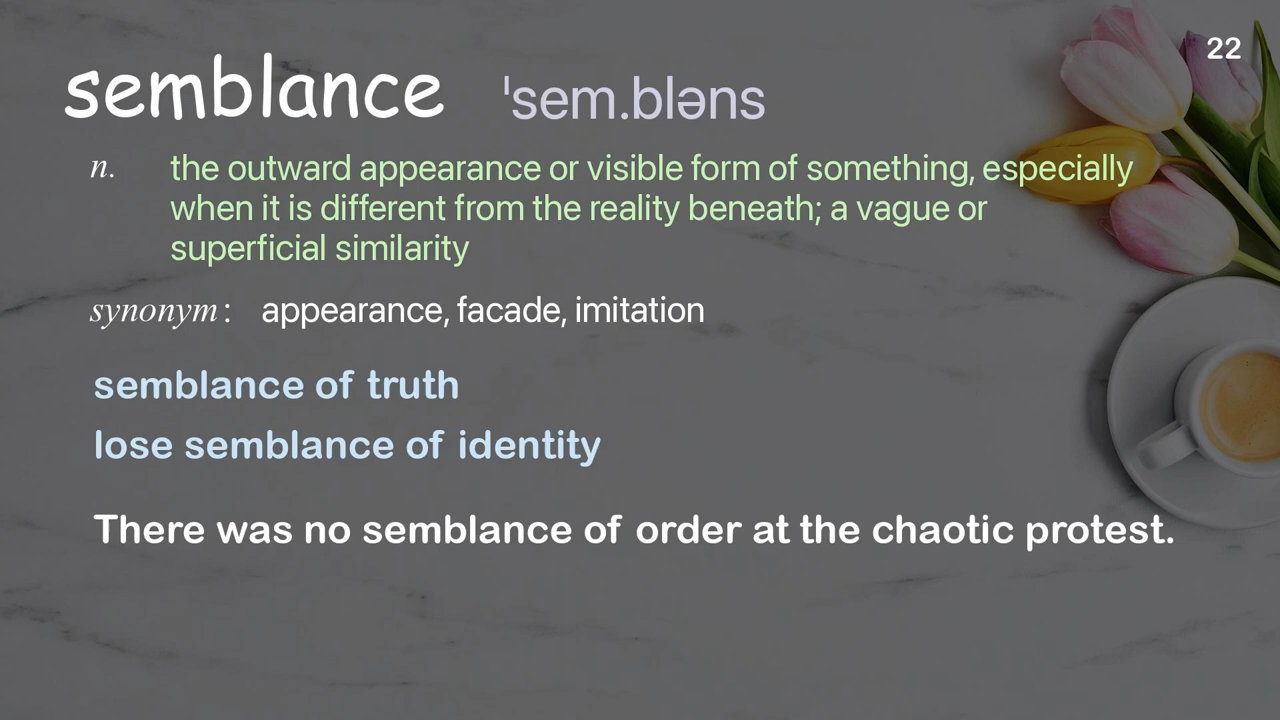 22
semblance ˈsem.bləns
n. the outward appearance or visible form of something, especially
when it is different from the reality beneath; a vague or
superficial similarity
synonym: appearance, facade, imitation
semblance of truth
lose semblance of identity
There was no semblance of order at the chaotic protest.